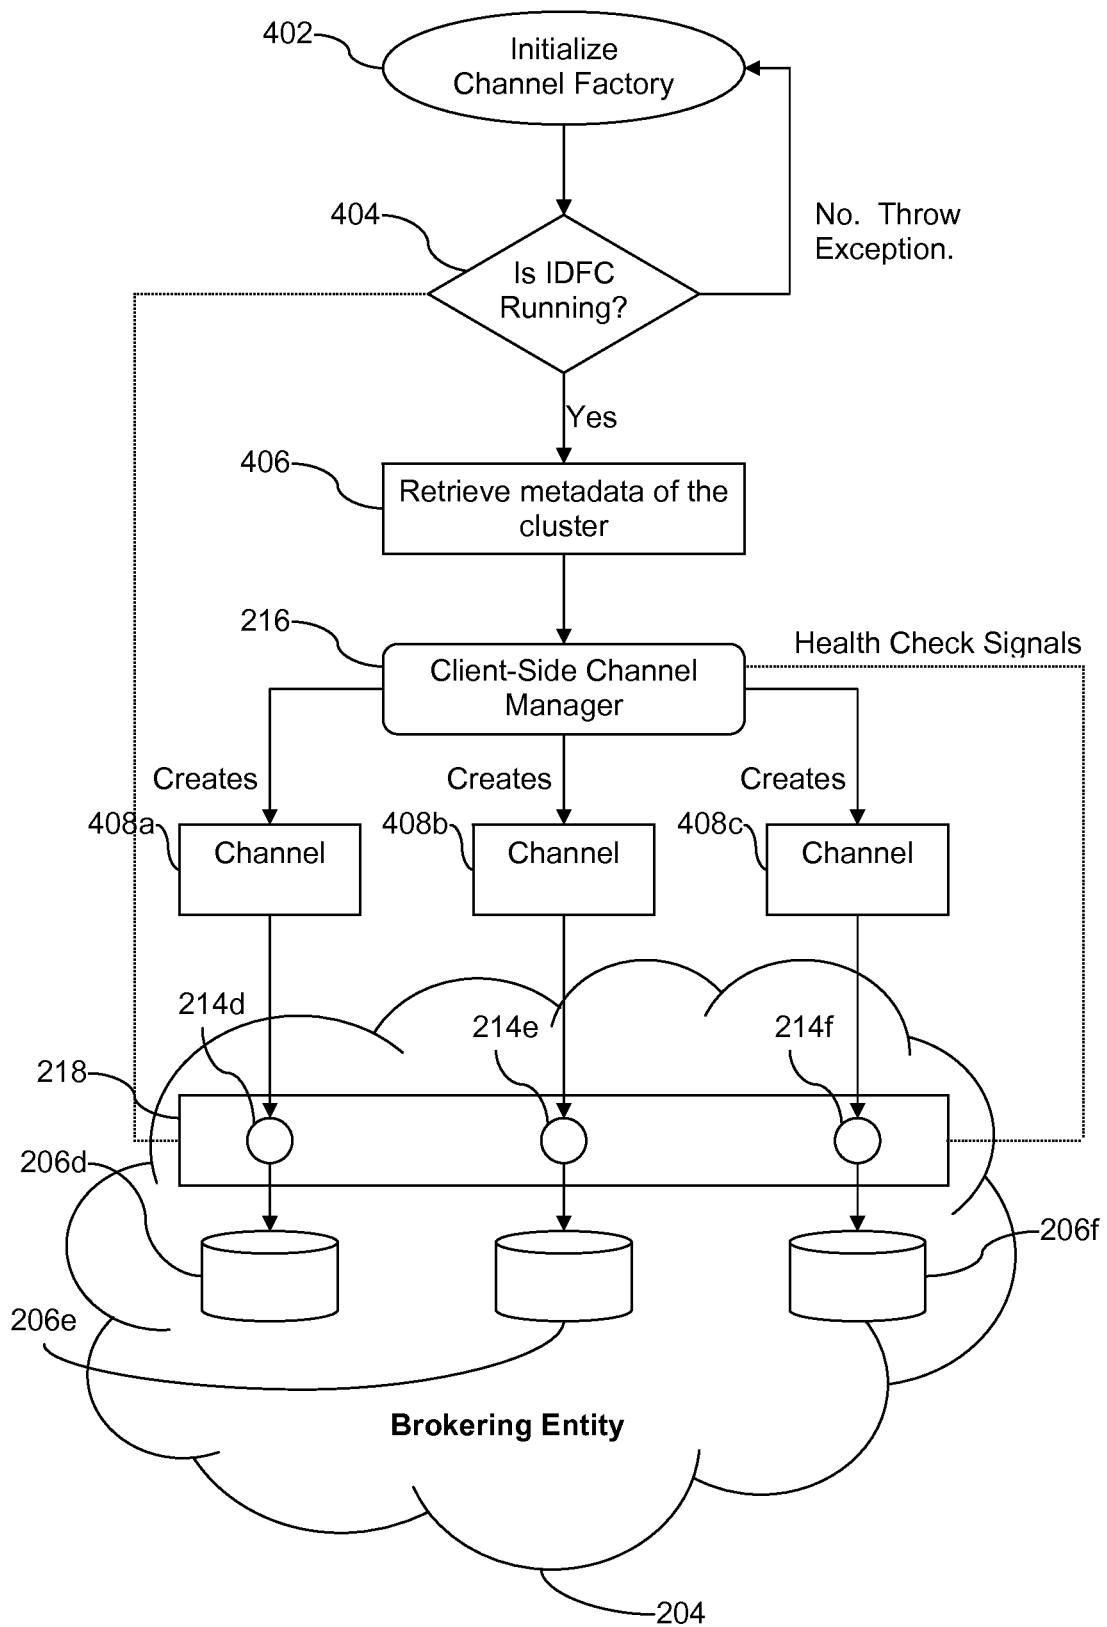 402
Initialize
Channel Factory
404
No. Throw
Exception.
Is IDFC
Running?
Yes
406
Retrieve metadata of the
cluster
216
Health Check Signals
Client-Side Channel
Manager
Creates
Creates
Creates
408a
Channel
408b
Channel
408c
Channel
214d
214e
214f
218
206d
206f
206e
Brokering Entity
204